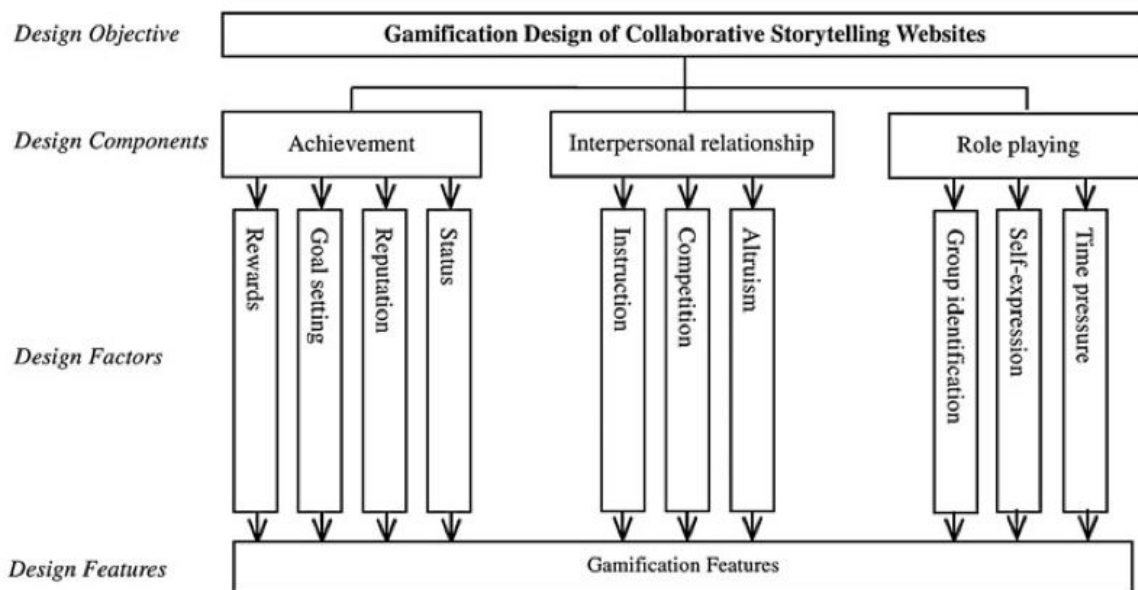 Design Objective
Gamification Design of Collaborative Storytelling Websites
Design Components
Achievement
Interpersonal relationship
Role playing
Design Factors
Rewards
Goal setting
Reputation
Status
Instruction
Competition
Altruism
Group identification
Self-expression
Time pressure
Design Features
Gamification Features